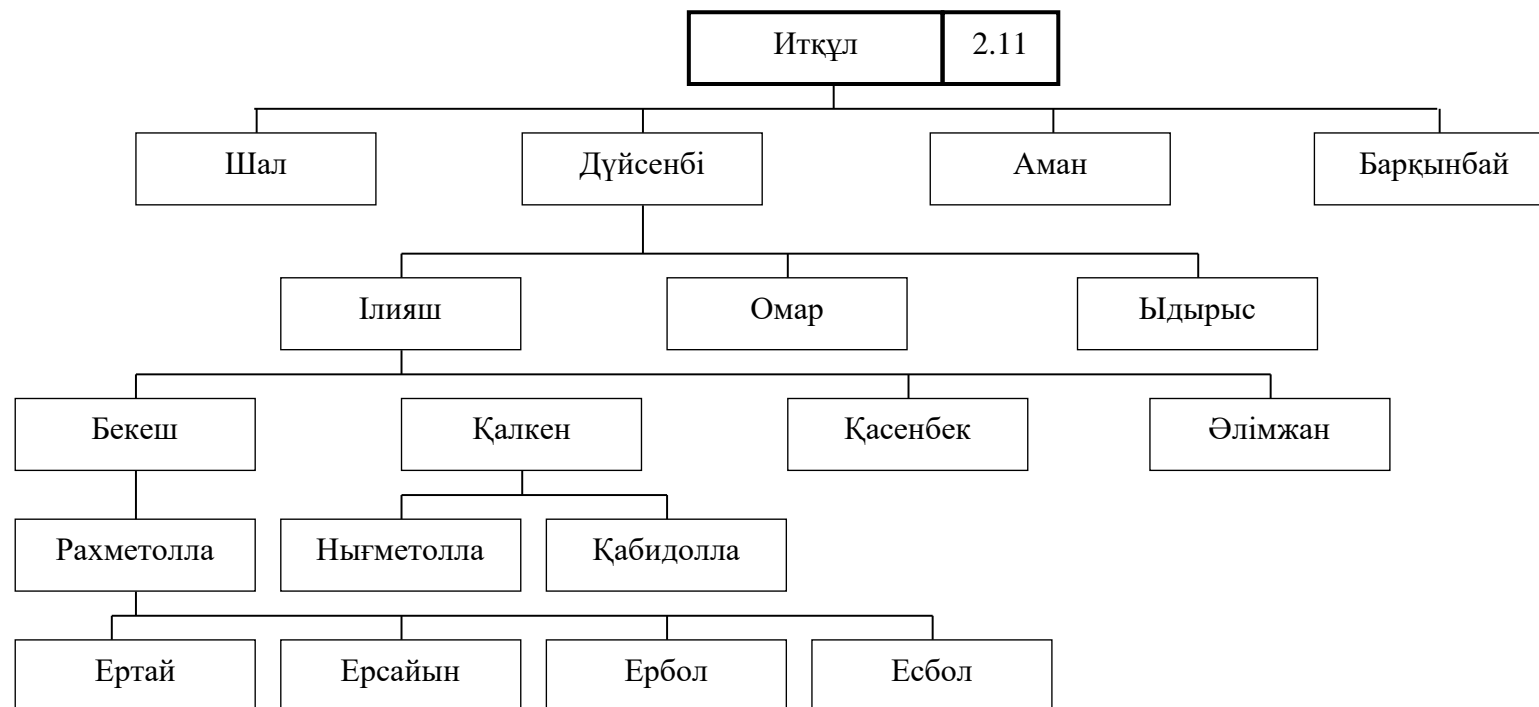 Итқұл 2.11
Шал Дүйсенбі Аман Барқынбай
Ілияш Омар Ыдырыс
Бекеш Қалкен Қасенбек Әлімжан
Рахметолла Нығметолла Қабидолла
Ертай Ерсайын Ербол Есбол